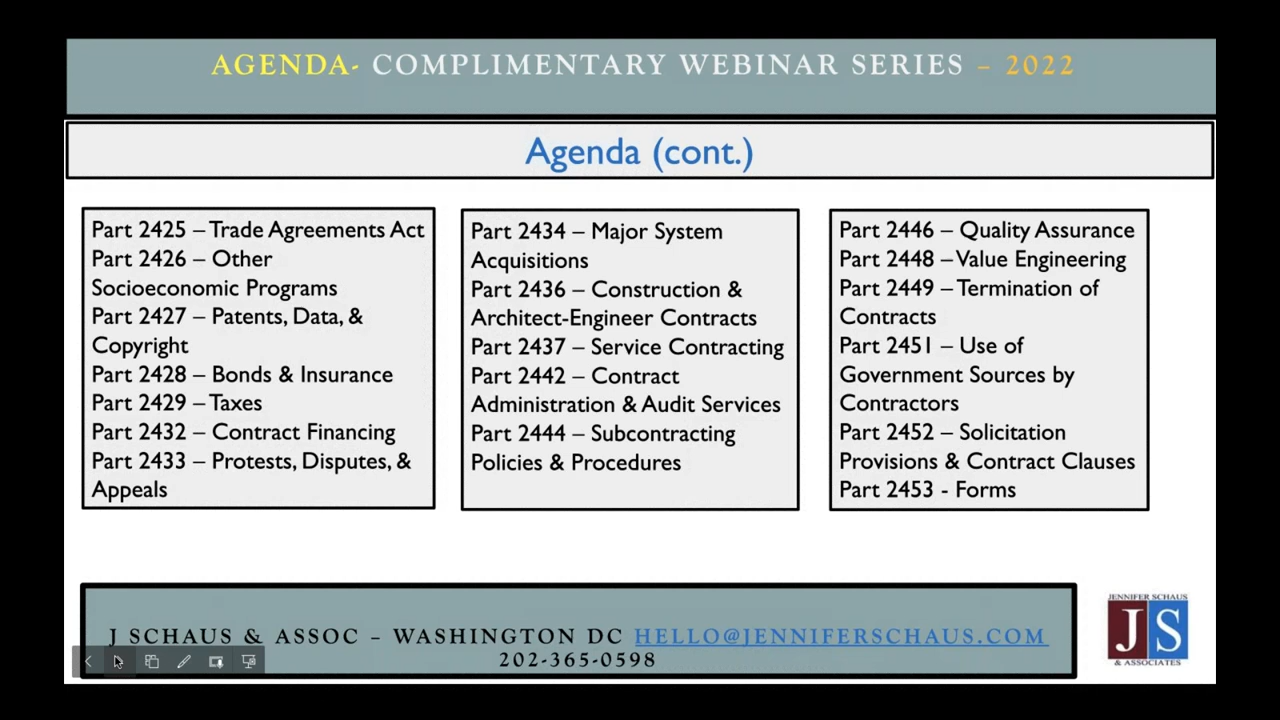 AGENDA- COMPLIMENTARY WEBINAR SERIES – 2022
Agenda (cont.)
Part 2425 – Trade Agreements Act
Part 2426 – Other
Socioeconomic Programs
Part 2427 – Patents, Data, &
Copyright
Part 2428 – Bonds & Insurance
Part 2429 – Taxes
Part 2432 – Contract Financing
Part 2433 – Protests, Disputes, &
Appeals
Part 2434 – Major System
Acquisitions
Part 2436 – Construction &
Architect-Engineer Contracts
Part 2437 – Service Contracting
Part 2442 – Contract
Administration & Audit Services
Part 2444 – Subcontracting
Policies & Procedures
Part 2446 – Quality Assurance
Part 2448 – Value Engineering
Part 2449 – Termination of
Contracts
Part 2451 – Use of
Government Sources by
Contractors
Part 2452 – Solicitation
Provisions & Contract Clauses
Part 2453 - Forms
J SCHAUS & ASSOC – WASHINGTON DC HELLO@JENNIFERSCHAUS.COM
202-365-0598
JENNIFER SCHAUS
JS
& ASSOCIATES